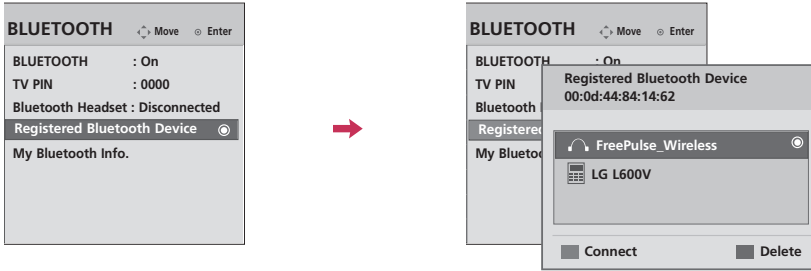 BLUETOOTH Move Enter
BLUETOOTH : On
TV PIN : 0000
Bluetooth Headset : Disconnected
Registered Bluetooth Device
My Bluetooth Info.
BLUETOOTH Move Enter
BLUETOOTH : On
TV PIN
Bluetooth
Registered
My Bluetoo
Registered Bluetooth Device
00:0d:44:84:14:62
FreePulse_Wireless
LG L600V
Connect Delete